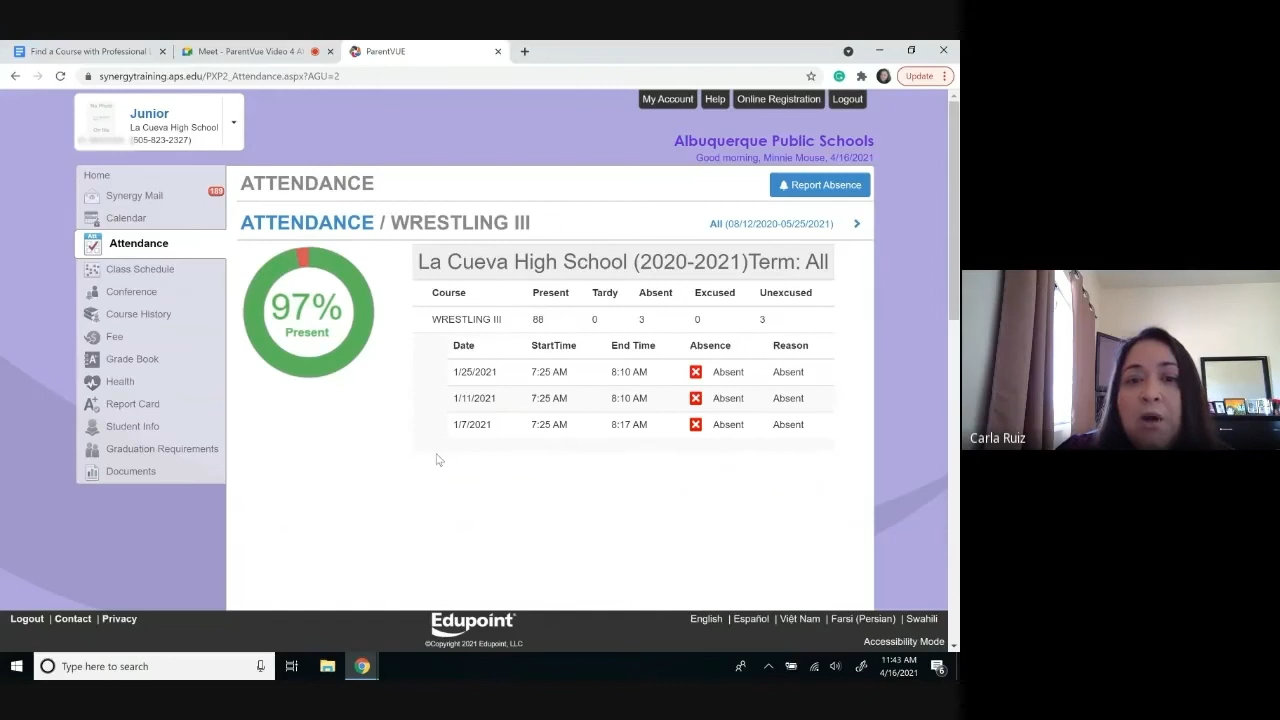 Find a Course with Professional
Meet - ParentVue Video 4 A
ParentVUE
synergytraining.aps.edu/PXP2_Attendance.aspx?AGU=2
Update
My Account
Help
Online Registration
Logout
No Photo
On File
Junior
La Cueva High School
(505-823-2327)
Albuquerque Public Schools
Good morning, Minnie Mouse, 4/16/2021
Home
Synergy Mail 189
Calendar
Attendance
Class Schedule
Conference
Course History
Fee
Grade Book
Health
Report Card
Student Info
Graduation Requirements
Documents
ATTENDANCE
Report Absence
ATTENDANCE / WRESTLING III
All (08/12/2020-05/25/2021)
97%
Present
La Cueva High School (2020-2021)Term: All
Course Present Tardy Absent Excused Unexcused
WRESTLING III 88 0 3 0 3
Date StartTime End Time Absence Reason
1/25/2021 7:25 AM 8:10 AM Absent Absent
1/11/2021 7:25 AM 8:10 AM Absent Absent
1/7/2021 7:25 AM 8:17 AM Absent Absent
Carla Ruiz
Logout | Contact | Privacy
Edupoint
©Copyright 2021 Edupoint, LLC
English | Español | Việt Nam | Farsi (Persian) | Swahili
Accessibility Mode
Type here to search
11:43 AM
4/16/2021
6